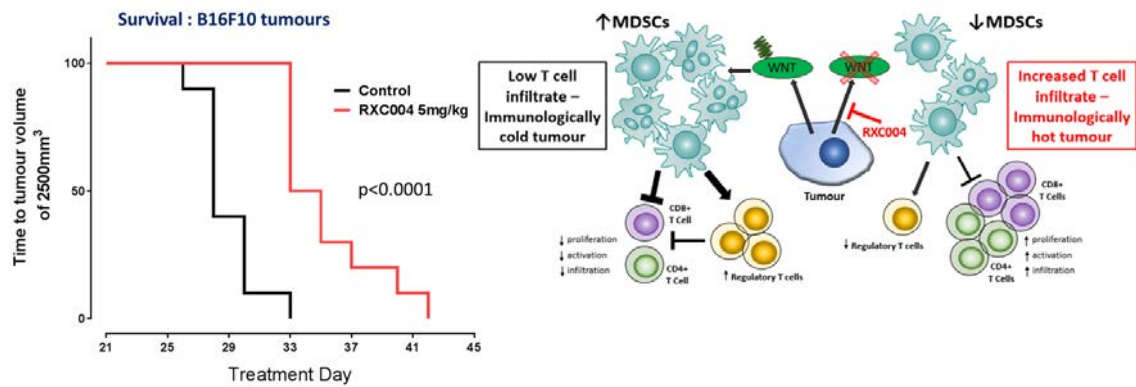 Survival : B16F10 tumours
Time to tumour volume
of 2500mm³
100
50
0
Control
RXC004 5mg/kg
p<0.0001
21
25
29
33
37
41
45
Treatment Day
↑MDSCs
Low T cell
infiltrate –
Immunologically
cold tumour
WNT
WNT
RXC004
Tumour
↓MDSCs
Increased T cell
infiltrate –
Immunologically
hot tumour
CD8+
T Cell
CD4+
T Cell
↓ proliferation
↓ activation
↓ infiltration
↑ Regulatory T cells
↓ Regulatory T cells
CD8+
T Cells
CD4+
T Cells
↑ proliferation
↑ activation
↑ infiltration